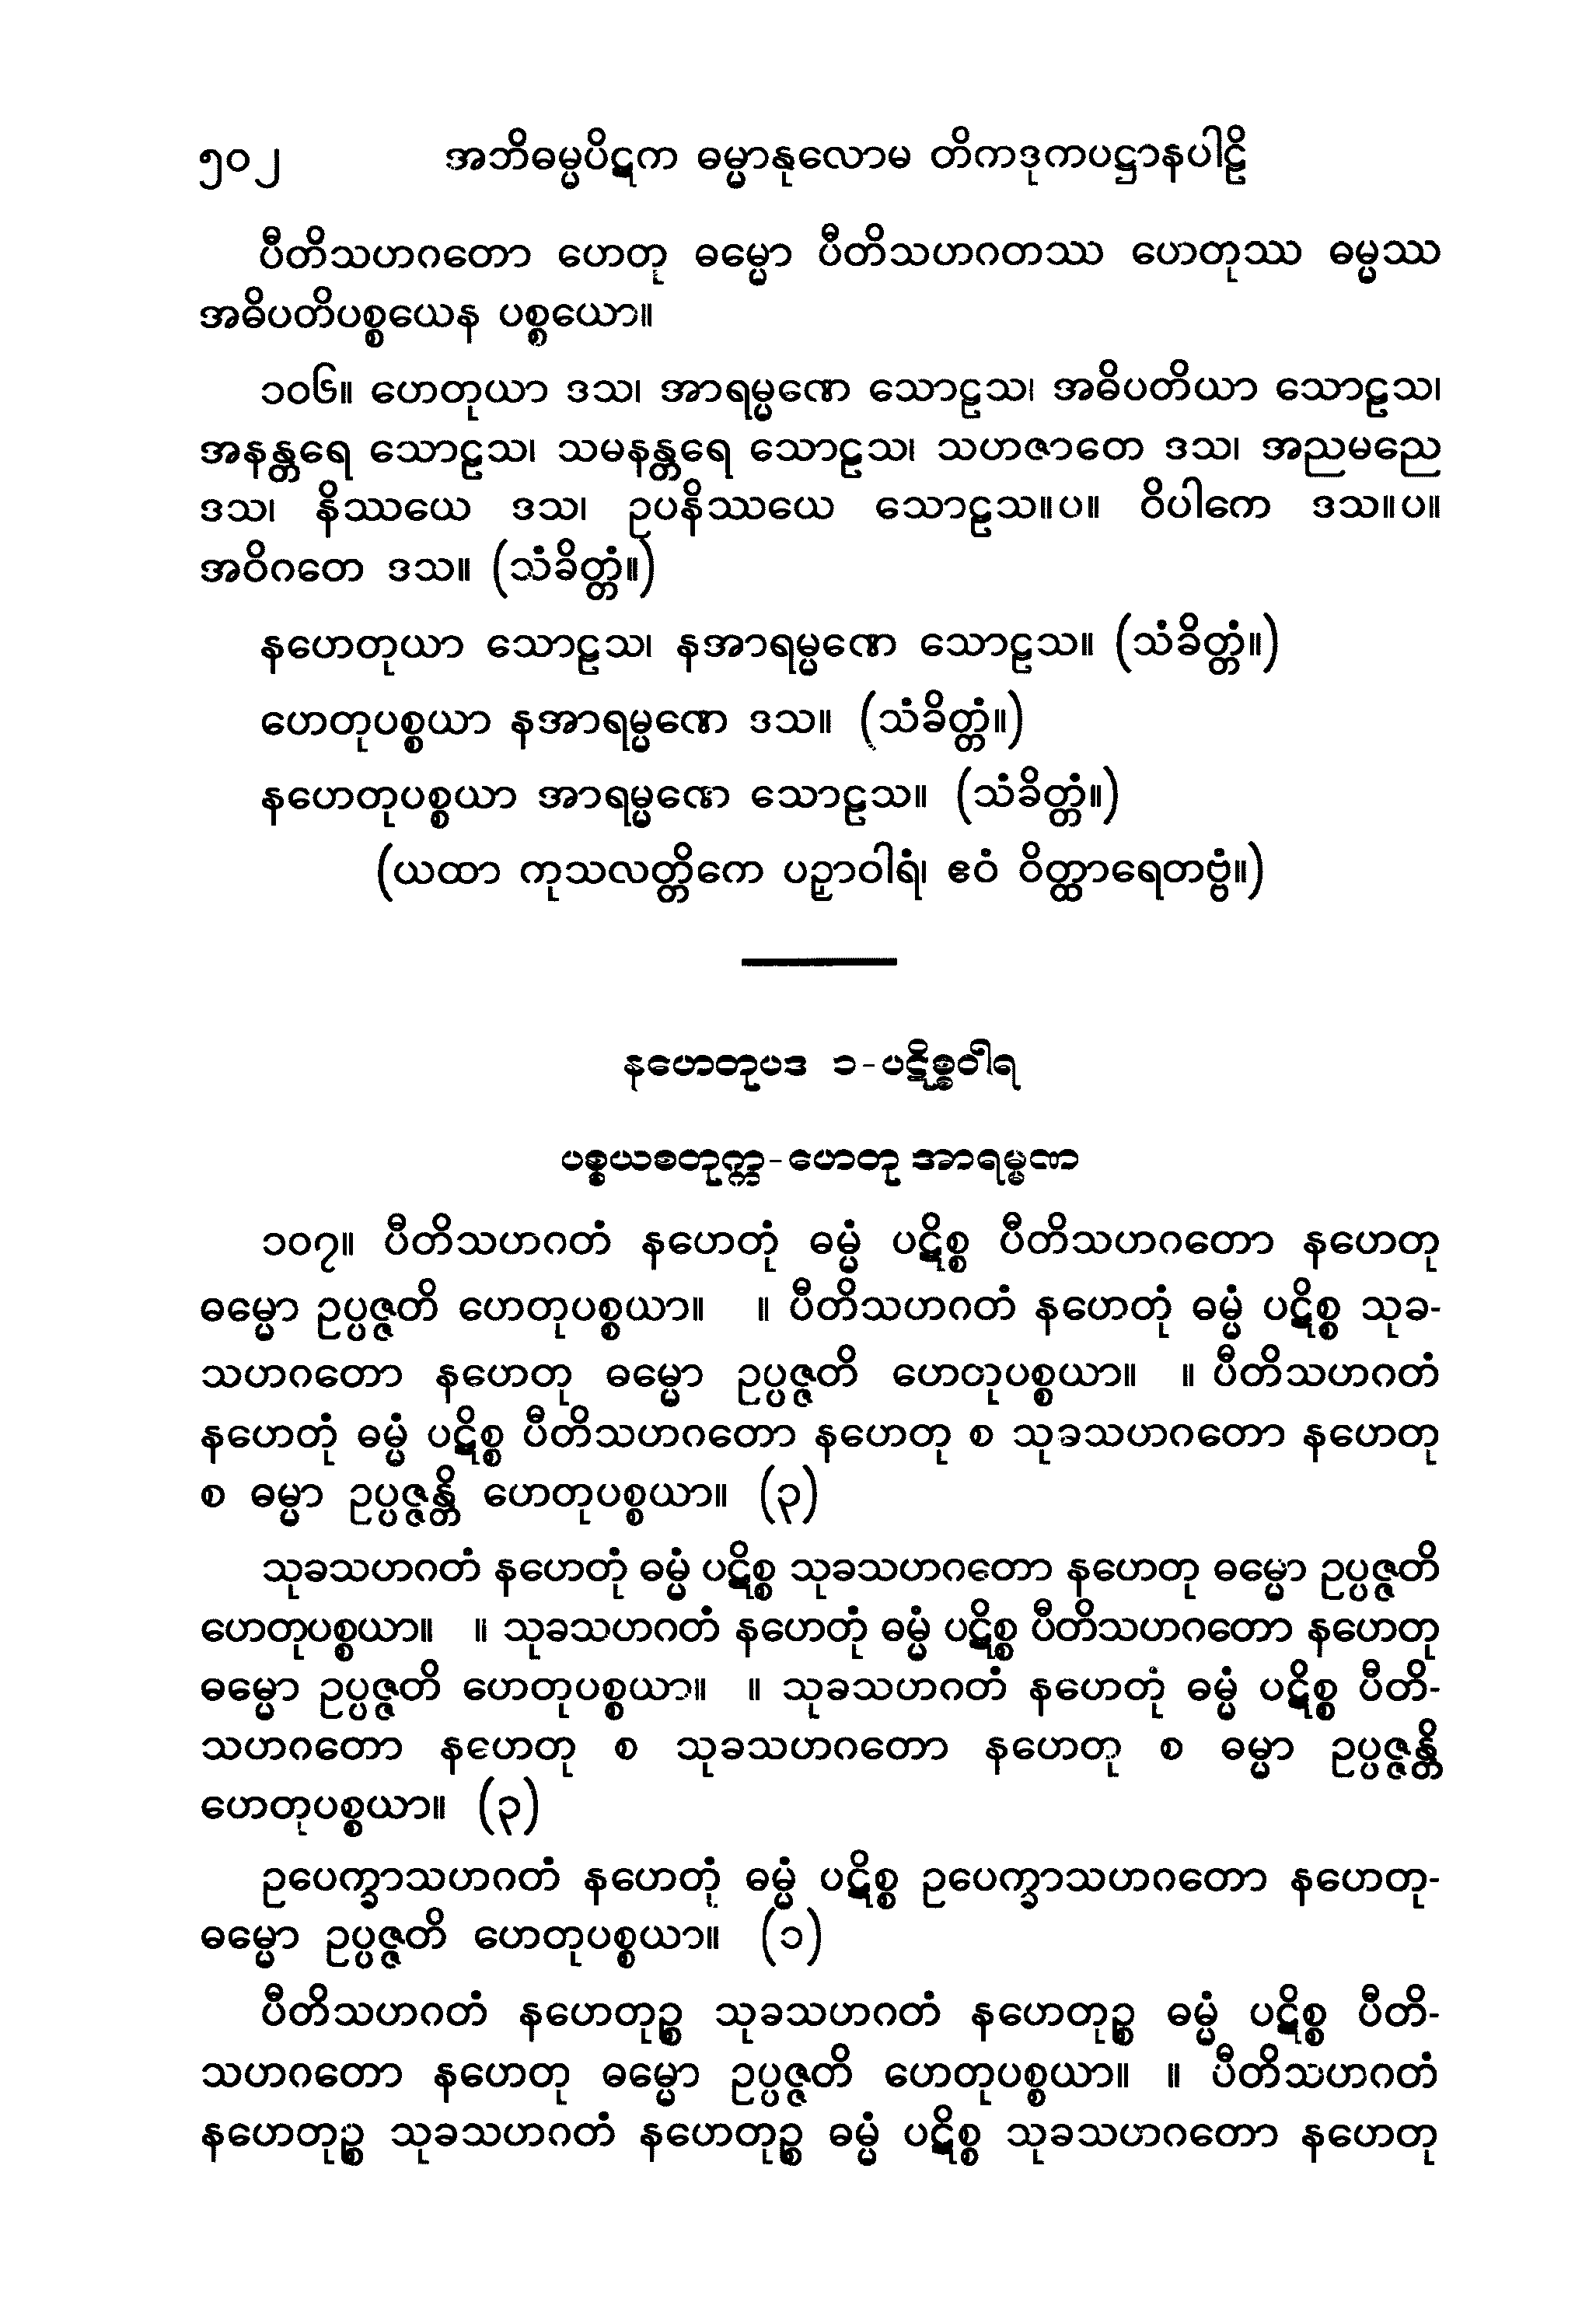 ၅၀၂ အဘိဓမ္မပိဋက ဓမ္မာနုလောမ တိကဒုကပဋ္ဌာနပါဠိ
ပီတိသဟဂတော ဟေတု ဓမ္မော ပီတိသဟဂတဿ ဟေတုဿ ဓမ္မဿ
အဓိပတိပစ္စယေန ပစ္စယော။
၁၀၆။ ဟေတုယာ ဒသ၊ အာရမ္မဏေ သောဠသ၊ အဓိပတိယာ သောဠသ၊
အနန္တရေ သောဠသ၊ သမနန္တရေ သောဠသ၊ သဟဇာတေ ဒသ၊ အညမညေ
ဒသ၊ နိဿယေ ဒသ၊ ဥပနိဿယေ သောဠသ။ပ။ ဝိပါကေ ဒသ။ပ။
အဝိဂတေ ဒသ။ (သံခိတ္တံ။)
နဟေတုယာ သောဠသ၊ နအာရမ္မဏေ သောဠသ။ (သံခိတ္တံ။)
ဟေတုပစ္စယာ နအာရမ္မဏေ ဒသ။ (သံခိတ္တံ။)
နဟေတုပစ္စယာ အာရမ္မဏေ သောဠသ။ (သံခိတ္တံ။)
(ယထာ ကုသလတ္တိကေ ပဉှာဝါရံ၊ ဧဝံ ဝိတ္ထာရေတဗ္ဗံ။)
နဟေတုပဒ ၁-ပဋိစ္စဝါရ
ပစ္စယစတုက္က-ဟေတု အာရမ္မဏ
၁၀၇။ ပီတိသဟဂတံ နဟေတုံ ဓမ္မံ ပဋိစ္စ ပီတိသဟဂတော နဟေတု
ဓမ္မော ဥပ္ပဇ္ဇတိ ဟေတုပစ္စယာ။ ။ ပီတိသဟဂတံ နဟေတုံ ဓမ္မံ ပဋိစ္စ သုခ-
သဟဂတော နဟေတု ဓမ္မော ဥပ္ပဇ္ဇတိ ဟေတုပစ္စယာ။ ။ ပီတိသဟဂတံ
နဟေတုံ ဓမ္မံ ပဋိစ္စ ပီတိသဟဂတော နဟေတု စ သုခသဟဂတော နဟေတု
စ ဓမ္မာ ဥပ္ပဇ္ဇန္တိ ဟေတုပစ္စယာ။ (၃)
သုခသဟဂတံ နဟေတုံ ဓမ္မံ ပဋိစ္စ သုခသဟဂတော နဟေတု ဓမ္မော ဥပ္ပဇ္ဇတိ
ဟေတုပစ္စယာ။ ။ သုခသဟဂတံ နဟေတုံ ဓမ္မံ ပဋိစ္စ ပီတိသဟဂတော နဟေတု
ဓမ္မော ဥပ္ပဇ္ဇတိ ဟေတုပစ္စယာ။ ။ သုခသဟဂတံ နဟေတုံ ဓမ္မံ ပဋိစ္စ ပီတိ-
သဟဂတော နဟေတု စ သုခသဟဂတော နဟေတု စ ဓမ္မာ ဥပ္ပဇ္ဇန္တိ
ဟေတုပစ္စယာ။ (၃)
ဥပေက္ခာသဟဂတံ နဟေတုံ ဓမ္မံ ပဋိစ္စ ဥပေက္ခာသဟဂတော နဟေတု-
ဓမ္မော ဥပ္ပဇ္ဇတိ ဟေတုပစ္စယာ။ (၁)
ပီတိသဟဂတံ နဟေတုဉ္စ သုခသဟဂတံ နဟေတုဉ္စ ဓမ္မံ ပဋိစ္စ ပီတိ-
သဟဂတော နဟေတု ဓမ္မော ဥပ္ပဇ္ဇတိ ဟေတုပစ္စယာ။ ။ ပီတိသဟဂတံ
နဟေတုဉ္စ သုခသဟဂတံ နဟေတုဉ္စ ဓမ္မံ ပဋိစ္စ သုခသဟဂတော နဟေတု